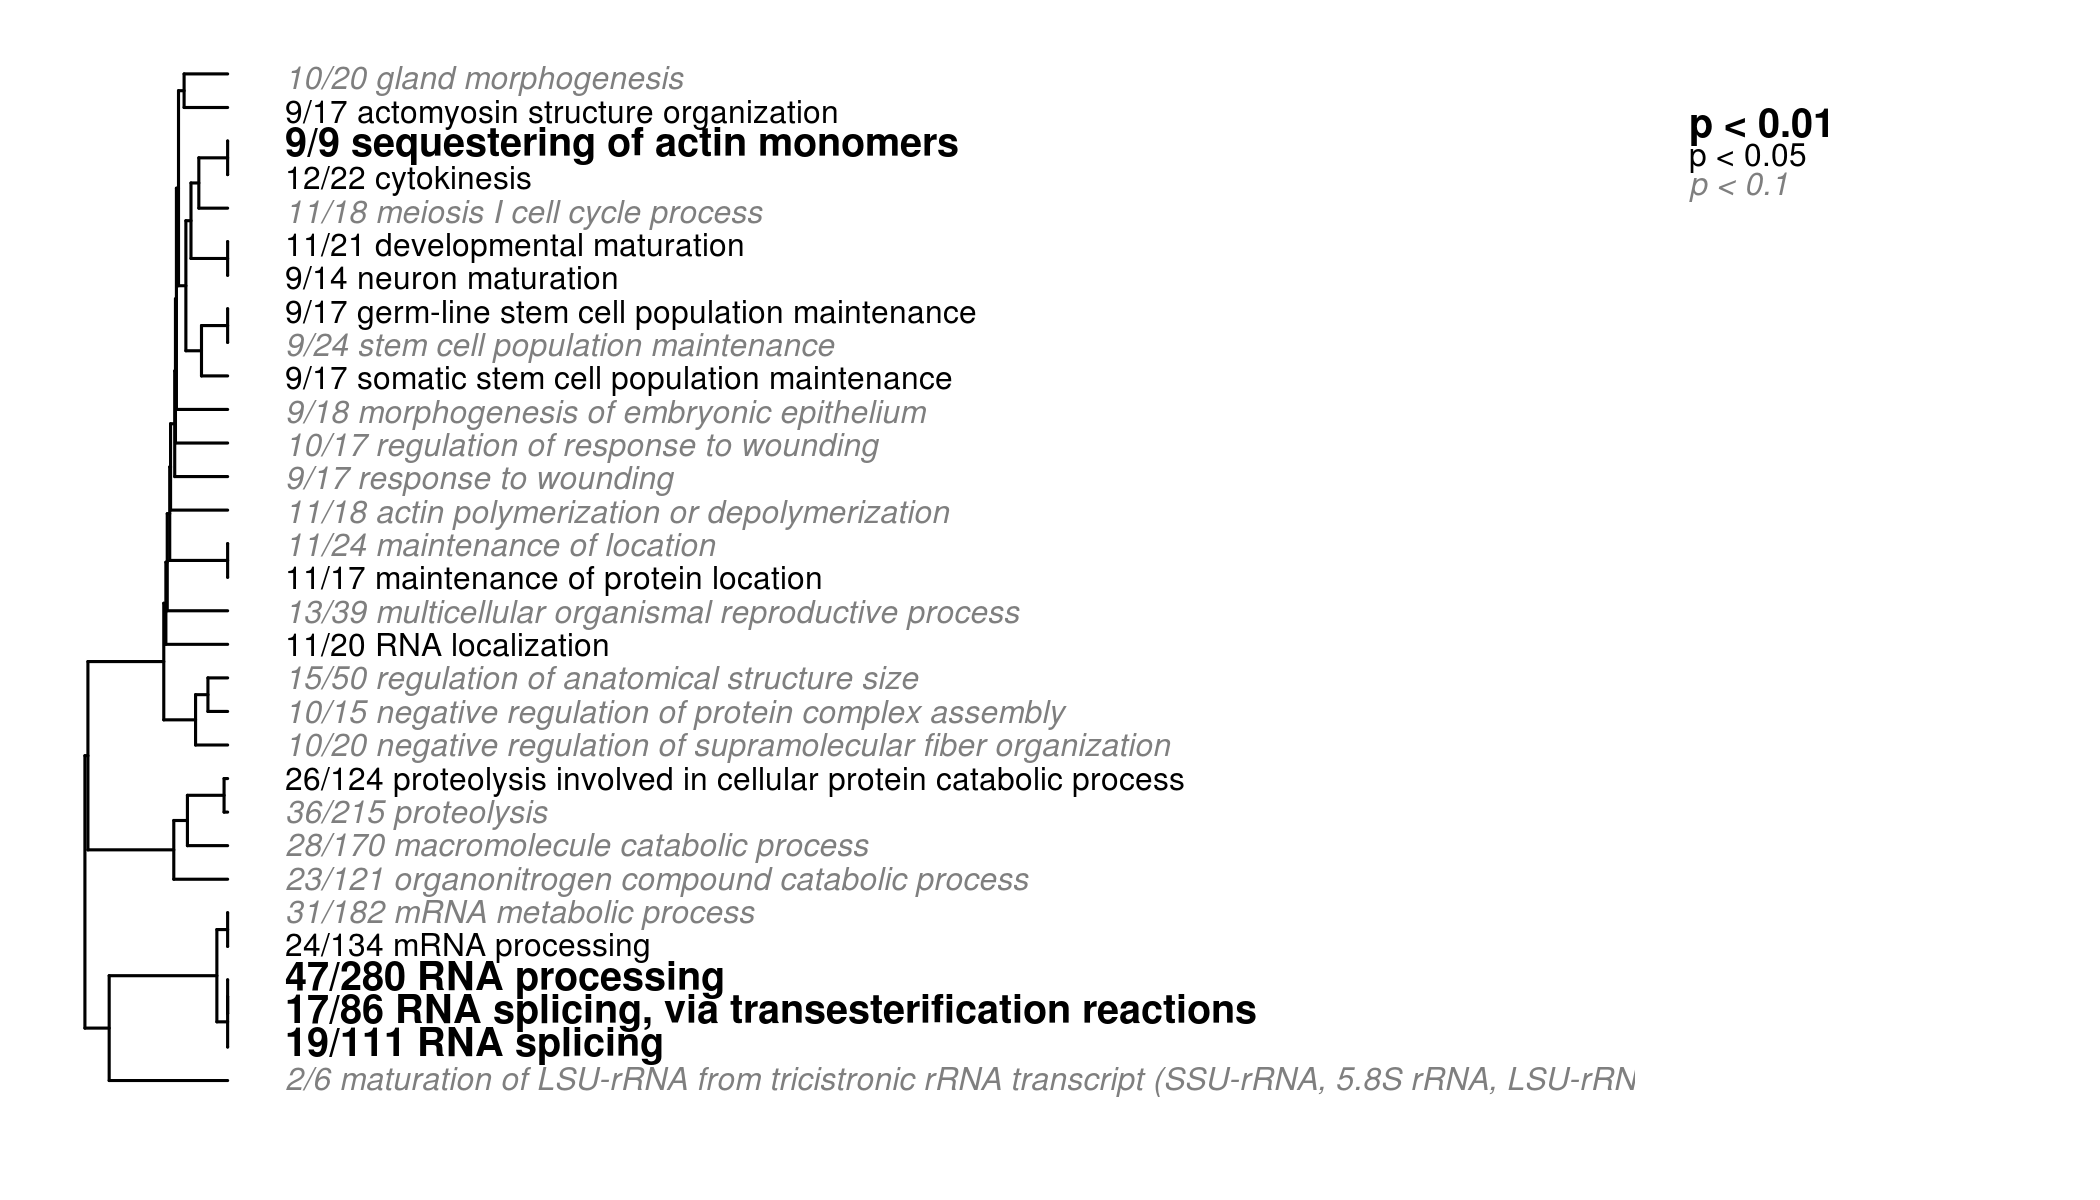 10/20 gland morphogenesis
9/17 actomyosin structure organization
9/9 sequestering of actin monomers
12/22 cytokinesis
11/18 meiosis I cell cycle process
11/21 developmental maturation
9/14 neuron maturation
9/17 germ-line stem cell population maintenance
9/24 stem cell population maintenance
9/17 somatic stem cell population maintenance
9/18 morphogenesis of embryonic epithelium
10/17 regulation of response to wounding
9/17 response to wounding
11/18 actin polymerization or depolymerization
11/24 maintenance of location
11/17 maintenance of protein location
13/39 multicellular organismal reproductive process
11/20 RNA localization
15/50 regulation of anatomical structure size
10/15 negative regulation of protein complex assembly
10/20 negative regulation of supramolecular fiber organization
26/124 proteolysis involved in cellular protein catabolic process
36/215 proteolysis
28/170 macromolecule catabolic process
23/121 organonitrogen compound catabolic process
31/182 mRNA metabolic process
24/134 mRNA processing
47/280 RNA processing
17/86 RNA splicing, via transesterification reactions
19/111 RNA splicing
2/6 maturation of LSU-rRNA from tricistronic rRNA transcript (SSU-rRNA, 5.8S rRNA, LSU-rRN
p < 0.01
p < 0.05
p < 0.1